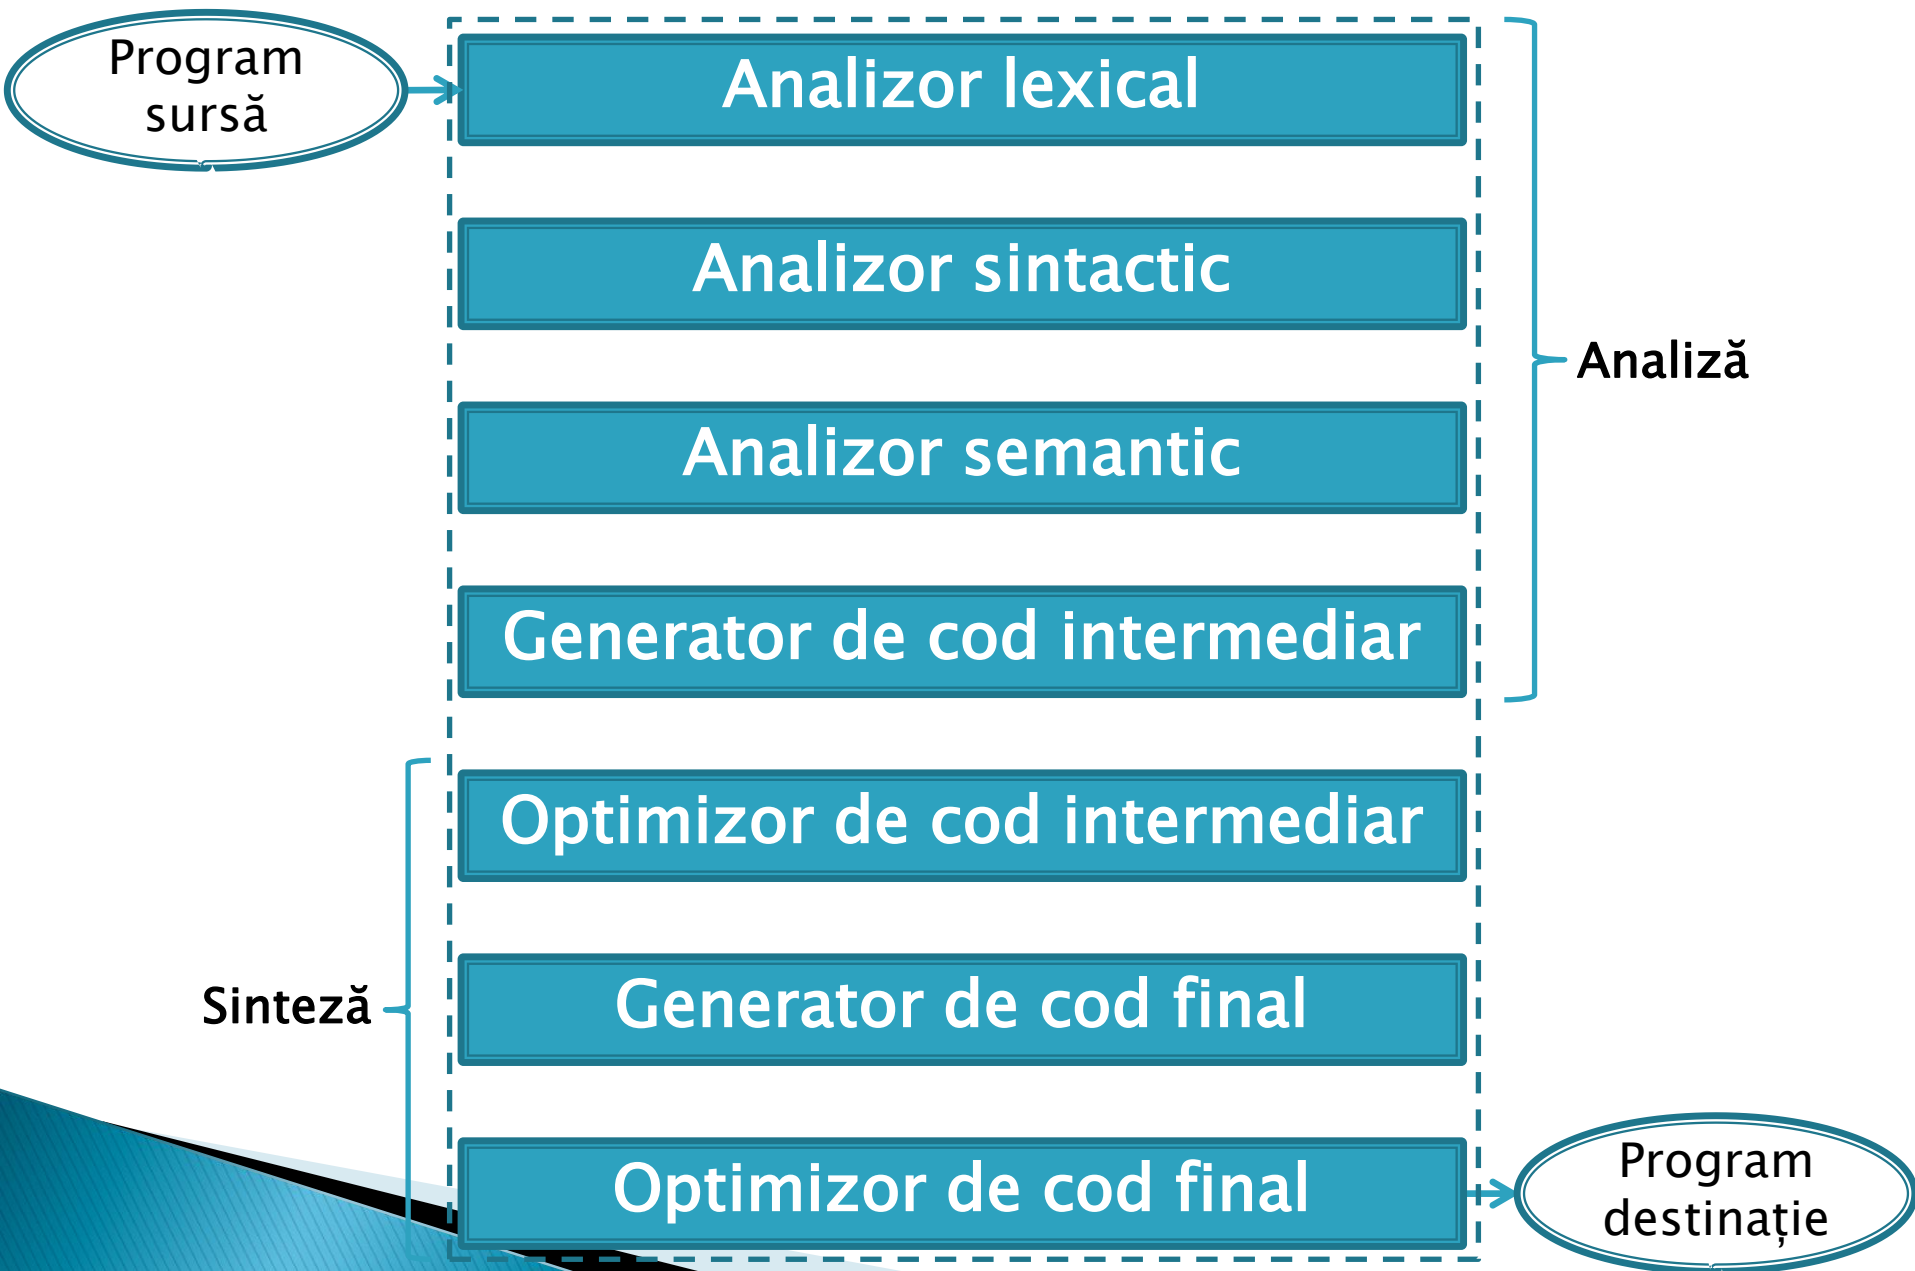 Program
sursă
Analizor lexical
Analizor sintactic
Analizor semantic
Generator de cod intermediar
Analiză
Optimizor de cod intermediar
Generator de cod final
Optimizor de cod final
Sinteză
Program
destinație